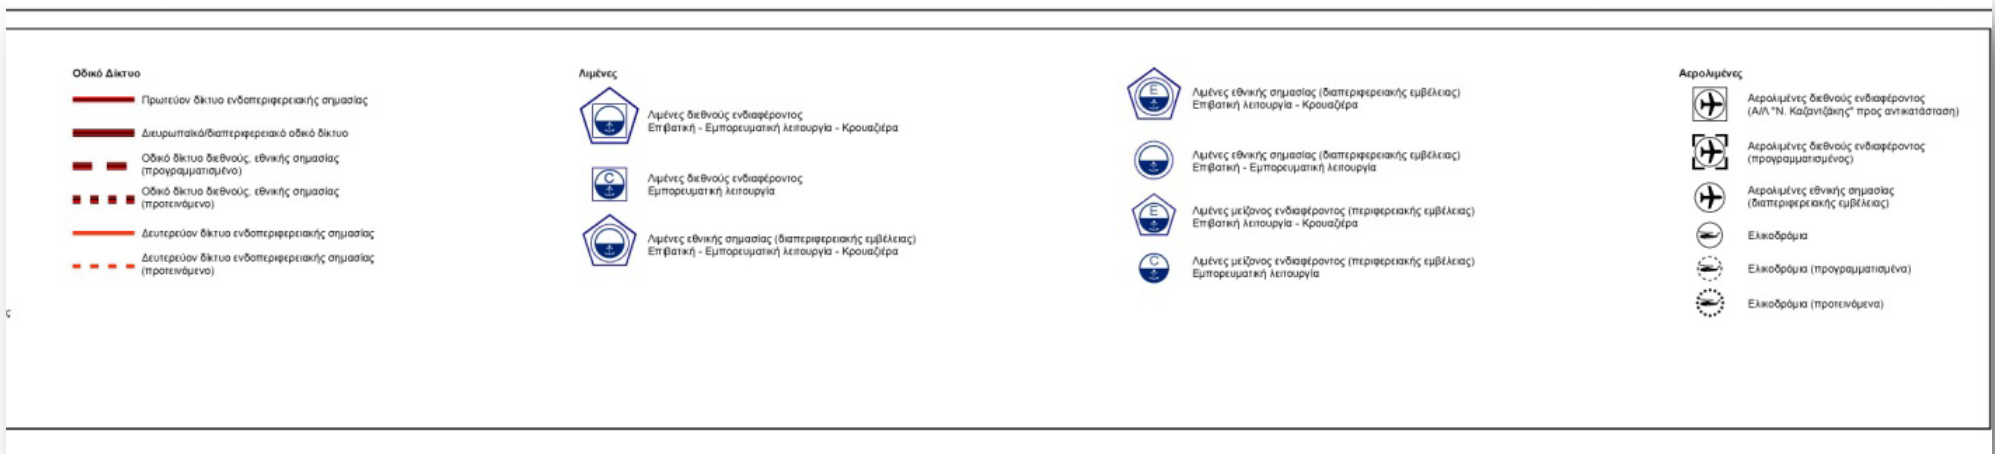 Οδικό Δίκτυο
Πρωτεύον δίκτυο ενδοπεριφερειακής σημασίας
Διευρωπαϊκό/διαπεριφερειακό οδικό δίκτυο
Οδικό δίκτυο διεθνούς, εθνικής σημασίας
(προγραμματισμένο)
Οδικό δίκτυο διεθνούς, εθνικής σημασίας
(προτεινόμενο)
Δευτερεύον δίκτυο ενδοπεριφερειακής σημασίας
Δευτερεύον δίκτυο ενδοπεριφερειακής σημασίας
(προτεινόμενο)
ς
Λιμένες
Λιμένες διεθνούς ενδιαφέροντος
Επιβατική - Εμπορευματική λειτουργία - Κρουαζιέρα
C
Λιμένες διεθνούς ενδιαφέροντος
Εμπορευματική λειτουργία
Λιμένες εθνικής σημασίας (διαπεριφερειακής εμβέλειας)
Επιβατική - Εμπορευματική λειτουργία - Κρουαζιέρα
E
Λιμένες εθνικής σημασίας (διαπεριφερειακής εμβέλειας)
Επιβατική λειτουργία - Κρουαζιέρα
Λιμένες εθνικής σημασίας (διαπεριφερειακής εμβέλειας)
Επιβατική - Εμπορευματική λειτουργία
E
Λιμένες μείζονος ενδιαφέροντος (περιφερειακής εμβέλειας)
Επιβατική λειτουργία - Κρουαζιέρα
C
Λιμένες μείζονος ενδιαφέροντος (περιφερειακής εμβέλειας)
Εμπορευματική λειτουργία
Αερολιμένες
Αερολιμένες διεθνούς ενδιαφέροντος
(Α/Λ "Ν. Καζαντζάκης" προς αντικατάσταση)
Αερολιμένες διεθνούς ενδιαφέροντος
(προγραμματισμένος)
Αερολιμένες εθνικής σημασίας
(διαπεριφερειακής εμβέλειας)
Ελικοδρόμια
Ελικοδρόμια (προγραμματισμένα)
Ελικοδρόμια (προτεινόμενα)